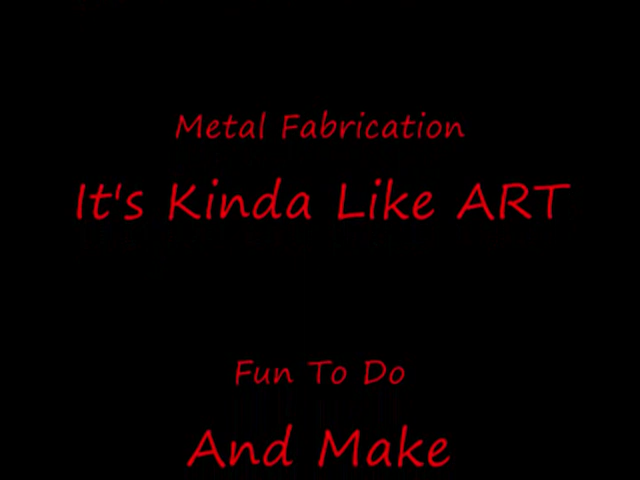 Metal Fabrication
It's Kinda Like ART
Fun To Do
And Make